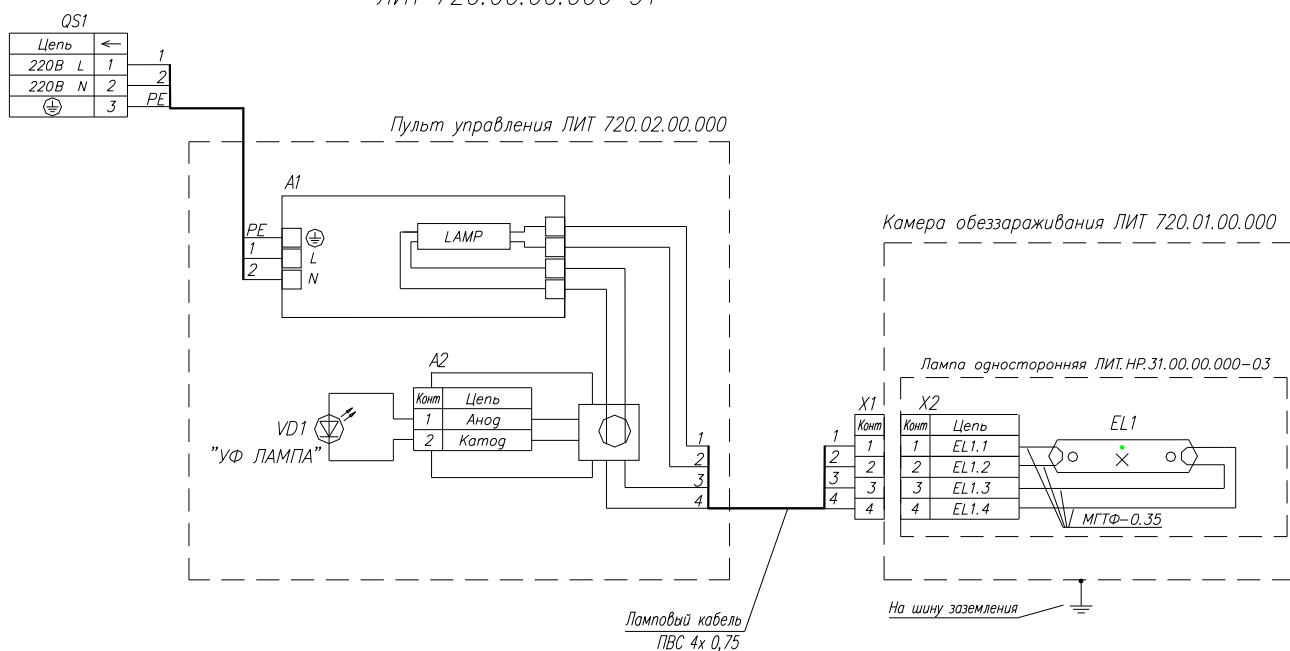 QS1
Цепь
220В L 1
220В N 2
3
1
2
PE
Пульт управления ЛИТ 720.02.00.000
A1
PE
1 L
2 N
LAMP
A2
Конт Цепь
1 Анод
2 Катод
VD1
"УФ ЛАМПА"
1
2
3
4
Ламповый кабель
ПВС 4х 0,75
Камера обеззараживания ЛИТ 720.01.00.000
Лампа односторонняя ЛИТ.НР.31.00.00.000-03
1
2
3
4
X1
Конт
1
2
3
4
X2
Конт Цепь
1 EL1.1
2 EL1.2
3 EL1.3
4 EL1.4
EL1
МГТФ-0.35
На шину заземления